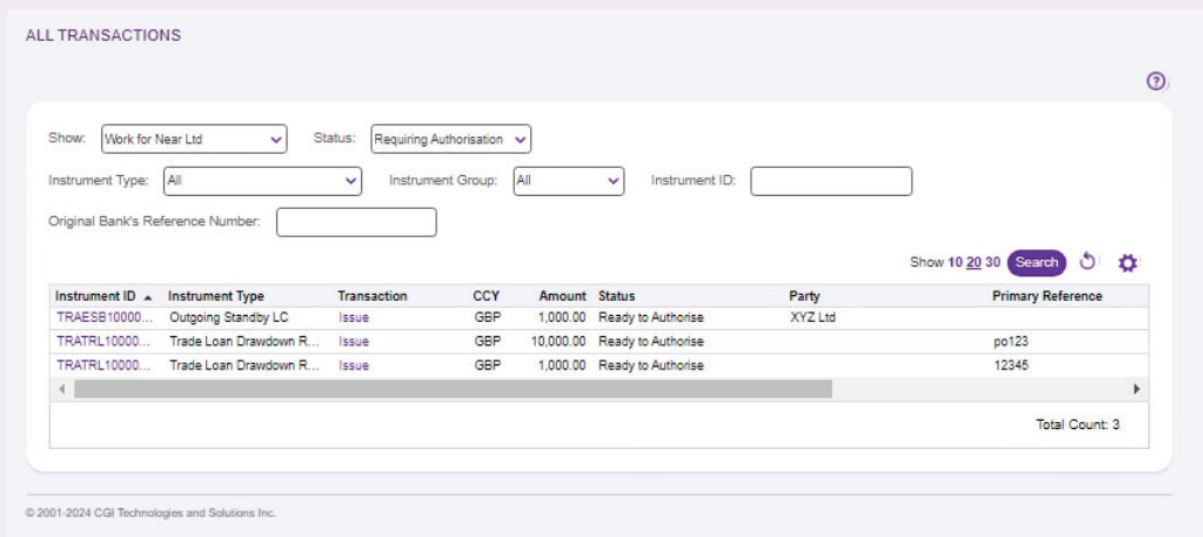 ALL TRANSACTIONS
?
Show: Work for Near Ltd Status: Requiring Authorisation
Instrument Type: All Instrument Group: All Instrument ID:
Original Bank's Reference Number:
Show 10 20 30 Search
Instrument ID Instrument Type Transaction CCY Amount Status Party Primary Reference
TRAESB10000... Outgoing Standby LC Issue GBP 1,000.00 Ready to Authorise XYZ Ltd
TRATRL10000... Trade Loan Drawdown R... Issue GBP 10,000.00 Ready to Authorise po123
TRATRL10000... Trade Loan Drawdown R... Issue GBP 1,000.00 Ready to Authorise 12345
Total Count: 3
© 2001-2024 CGI Technologies and Solutions Inc.